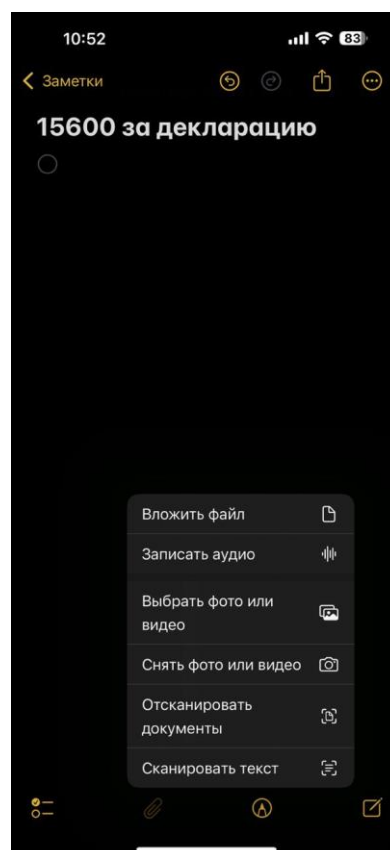 10:52
83
Заметки
15600 за декларацию
Вложить файл
Записать аудио
Выбрать фото или
видео
Снять фото или видео
Отсканировать
документы
Сканировать текст